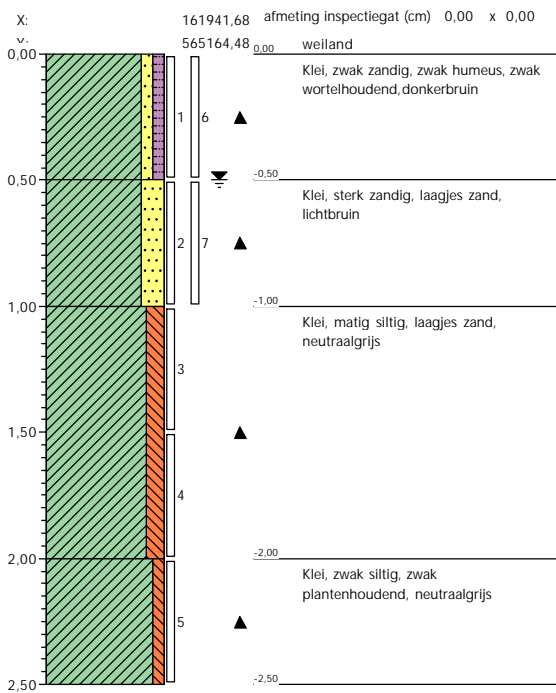 X: 161941,68 afmeting inspectiegat (cm) 0,00 x 0,00
565164,48 0,00 weiland
0,00
Klei, zwak zandig, zwak humeus, zwak
wortelhoudend, donkerbruin
1 6
0,50 -0,50
Klei, sterk zandig, laagjes zand,
lichtbruin
2 7
1,00 -1,00
Klei, matig siltig, laagjes zand,
neutraalgrijs
3
1,50
4
2,00 -2,00
Klei, zwak siltig, zwak
plantenhoudend, neutraalgrijs
5
2,50 -2,50